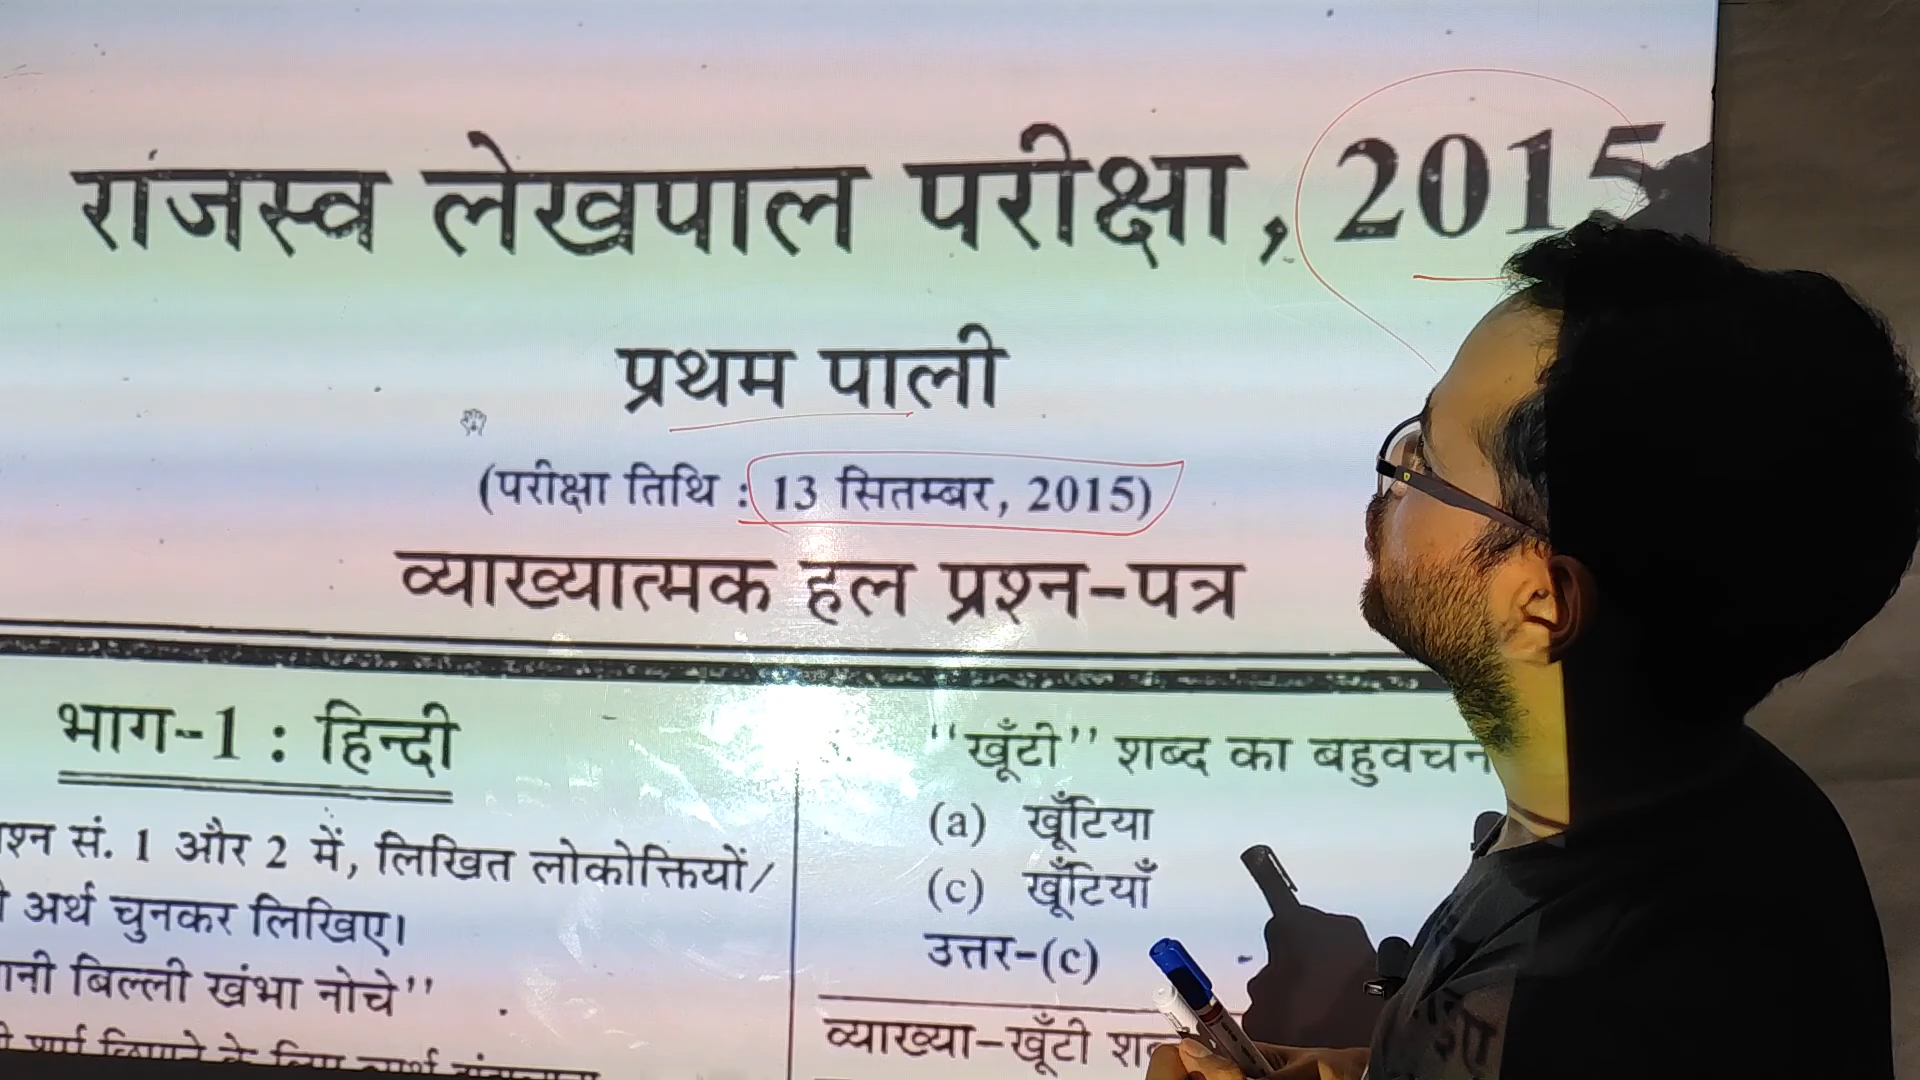 राजस्व लेखपाल परीक्षा, 2015
प्रथम पाली
(परीक्षा तिथि : 13 सितम्बर, 2015)
व्याख्यात्मक हल प्रश्न-पत्र
भाग-1 : हिन्दी
सं. 1 और 2 में, लिखित लोकोक्तियों/
अर्थ चुनकर लिखिए।
बिल्ली खंभा नोचे''
''खूँटी'' शब्द का बहुवचन
(a) खूँटिया
(c) खूँटियाँ
उत्तर-(c)
व्याख्या-खूँटी